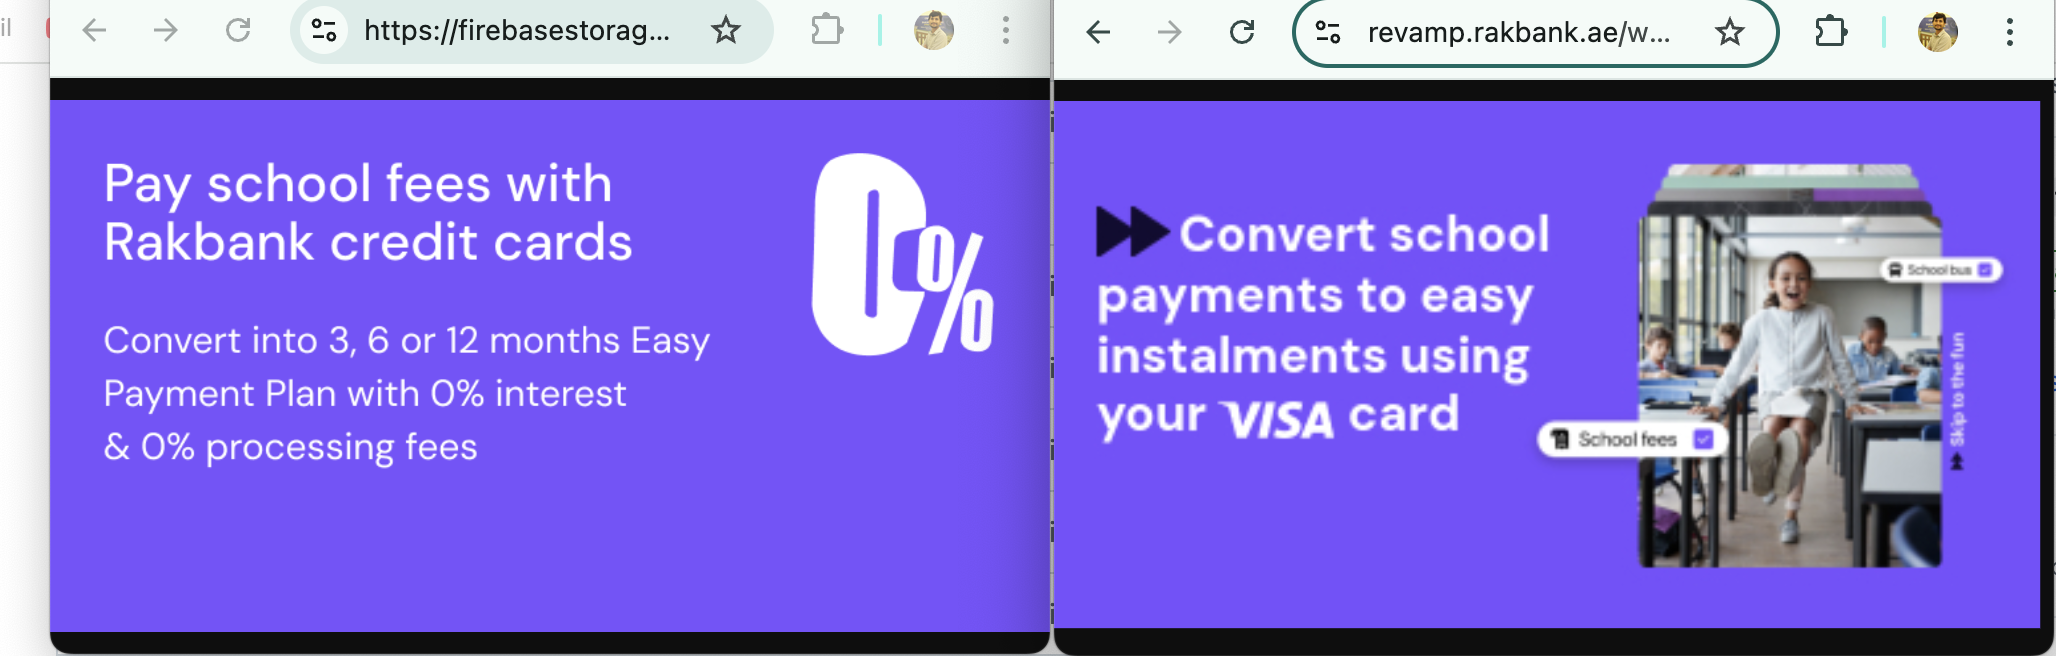 il
https://firebasestorag...
Pay school fees with
Rakbank credit cards
0%
Convert into 3, 6 or 12 months Easy
Payment Plan with 0% interest
& 0% processing fees
revamp.rakbank.ae/w...
Convert school
payments to easy
instalments using
your VISA card
School bus
School fees
Skip to the fun